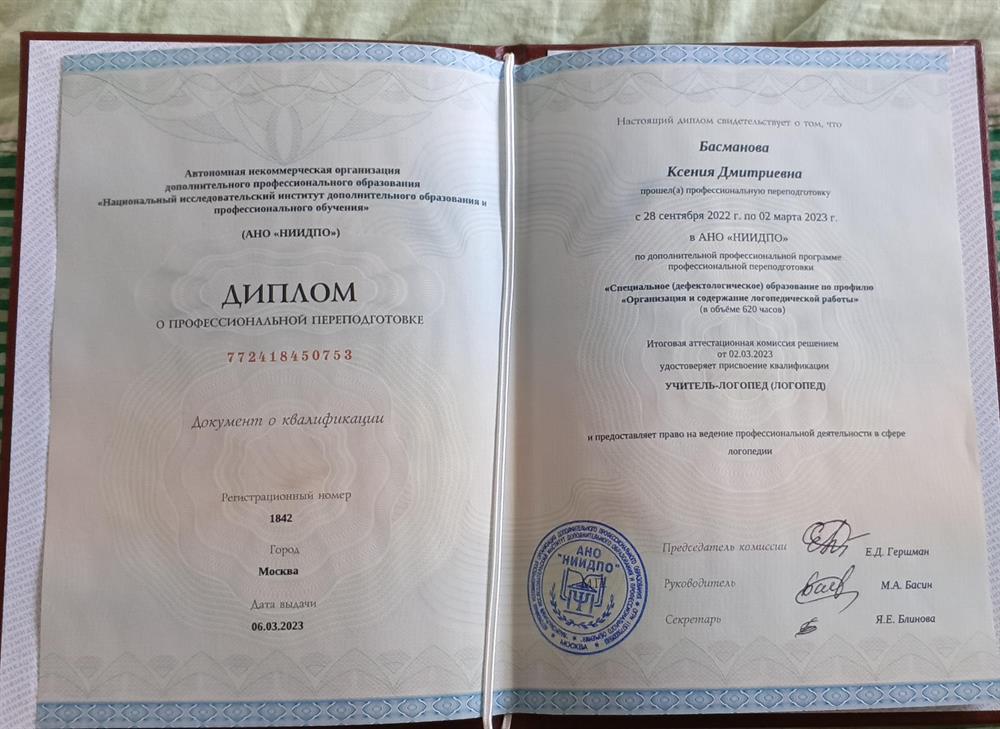 Автономная некоммерческая организация
дополнительного профессионального образования
«Национальный исследовательский институт дополнительного образования и
профессионального обучения»
(АНО «НИИДПО»)
ДИПЛОМ
О ПРОФЕССИОНАЛЬНОЙ ПЕРЕПОДГОТОВКЕ
772418450753
Документ о квалификации
Регистрационный номер
1842
Город
Москва
Дата выдачи
06.03.2023
Настоящий диплом свидетельствует о том, что
Басманова
Ксения Дмитриевна
прошел(а) профессиональную переподготовку
с 28 сентября 2022 г. по 02 марта 2023 г.
в АНО «НИИДПО»
по дополнительной профессиональной программе
профессиональной переподготовки
«Специальное (дефектологическое) образование по профилю
«Организация и содержание логопедической работы»
(в объёме 620 часов)
Итоговая аттестационная комиссия решением
от 02.03.2023
удостоверяет присвоение квалификации
УЧИТЕЛЬ-ЛОГОПЕД (ЛОГОПЕД)
и предоставляет право на ведение профессиональной деятельности в сфере
логопедии
Председатель комиссии
Е.Д. Гершман
Руководитель
М.А. Басин
Секретарь
Я.Е. Блинова
АНО
"НИИДПО"
МОСКВА